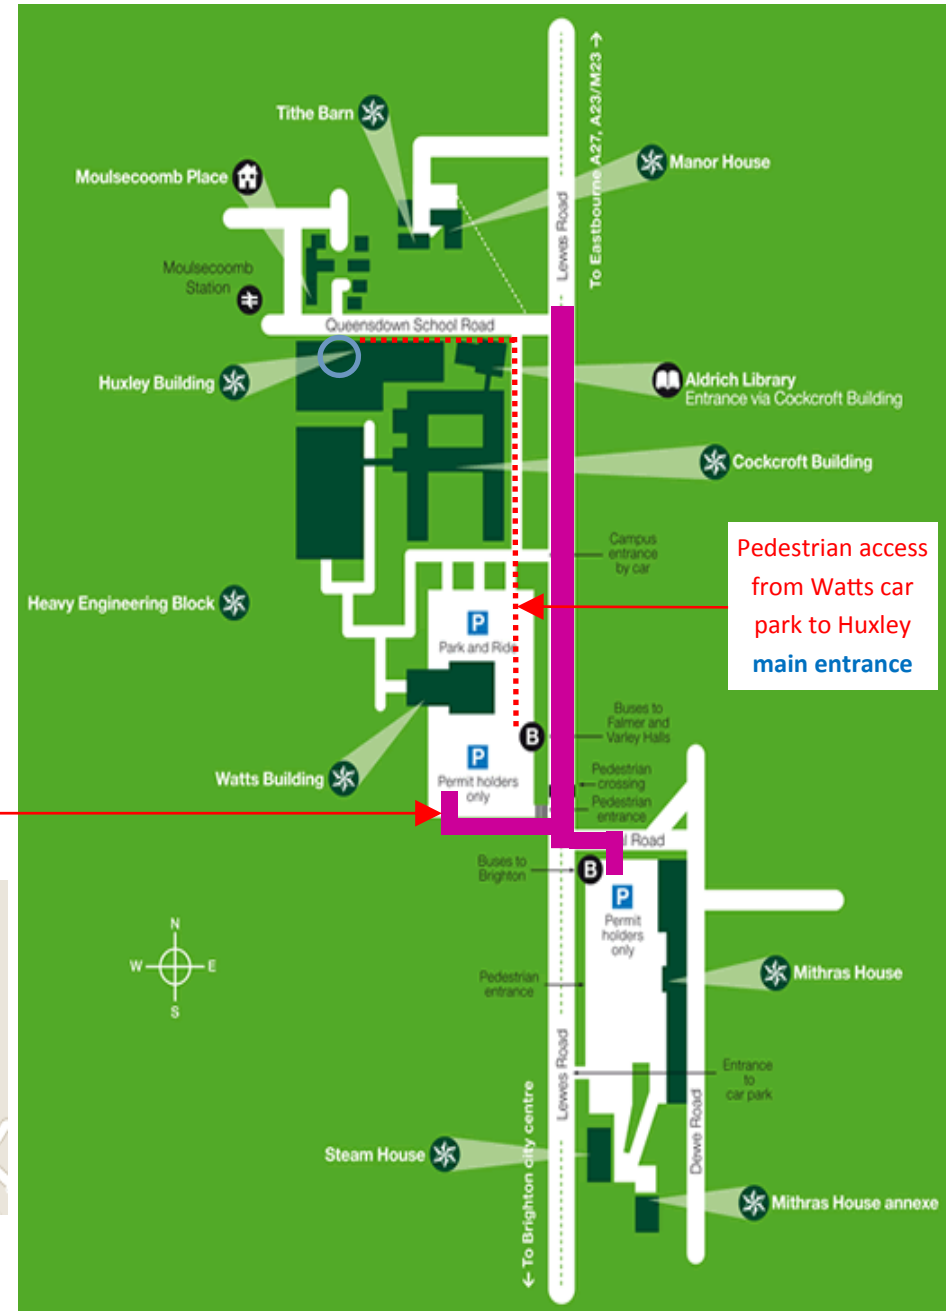 To Eastbourne A27, A23/M23 →
Tithe Barn
Manor House
Moulsecoomb Place
Lewes Road
Moulsecoomb
Station
Queensdown School Road
Huxley Building
Aldrich Library
Entrance via Cockcroft Building
Cockcroft Building
Campus
entrance
by car
Pedestrian access
from Watts car
park to Huxley
main entrance
Heavy Engineering Block
P
Park and Ride
Buses to
Falmer and
Varley Halls
B
P
Permit holders
only
Watts Building
Pedestrian
crossing
Pedestrian
entrance
Road
Buses to
Brighton
B
P
Permit
holders
only
N
W
E
S
Pedestrian
entrance
Mithras House
Lewes Road
Entrance
to
car park
Dewe Road
Steam House
← To Brighton city centre
Mithras House annexe